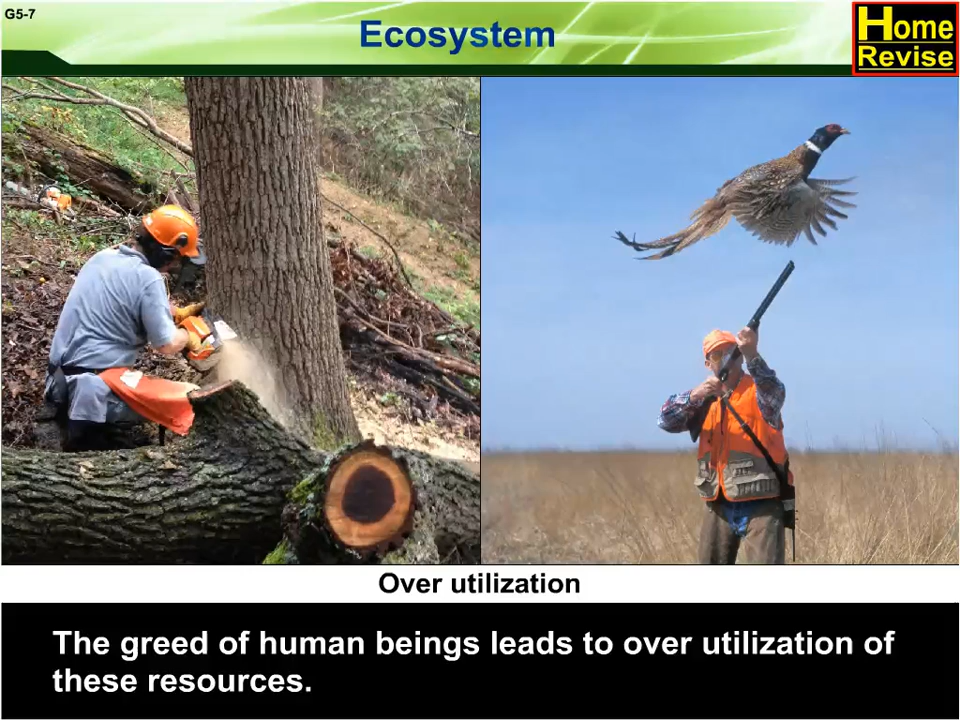 G5-7
Ecosystem
Home
Revise
Over utilization
The greed of human beings leads to over utilization of
these resources.